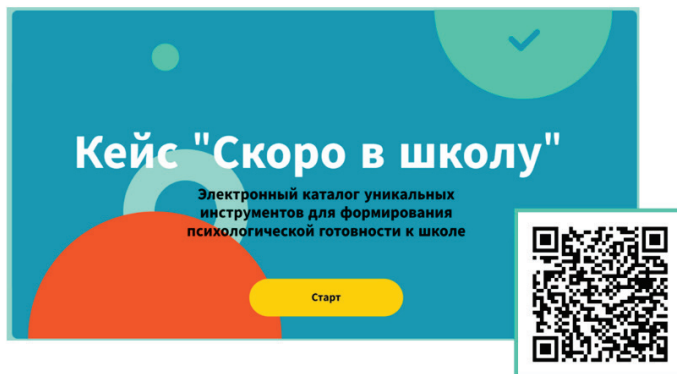 Кейс "Скоро в школу"
Электронный каталог уникальных
инструментов для формирования
психологической готовности к школе
Старт